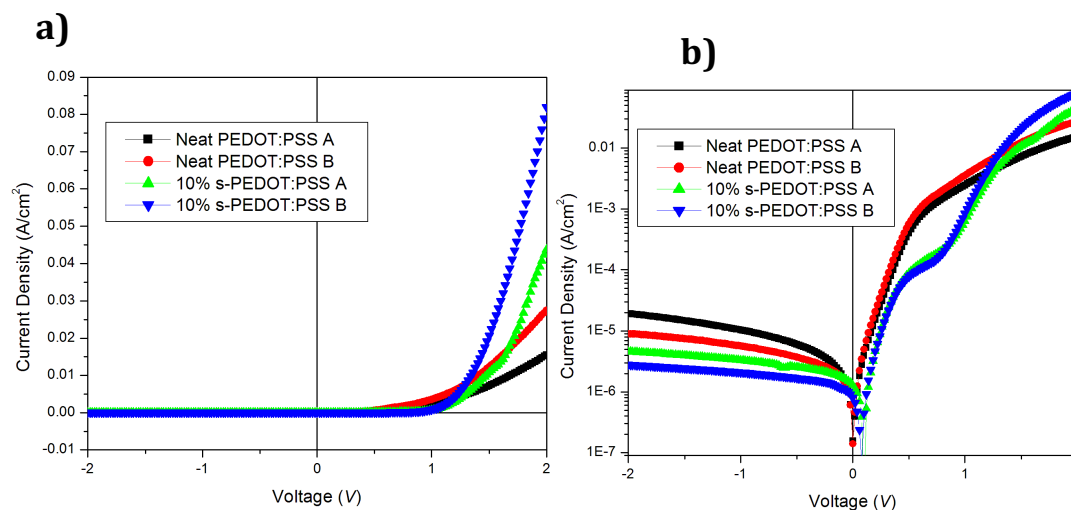 a)
0.09
0.08
0.07
0.06
0.05
0.04
0.03
0.02
0.01
0.00
-0.01
Current Density (A/cm²)
Neat PEDOT:PSS A
Neat PEDOT:PSS B
10% s-PEDOT:PSS A
10% s-PEDOT:PSS B
-2 -1 0 1 2
Voltage (V)
b)
0.01
1E-3
1E-4
1E-5
1E-6
1E-7
Current Density (A/cm²)
Neat PEDOT:PSS A
Neat PEDOT:PSS B
10% s-PEDOT:PSS A
10% s-PEDOT:PSS B
-2 -1 0 1
Voltage (V)